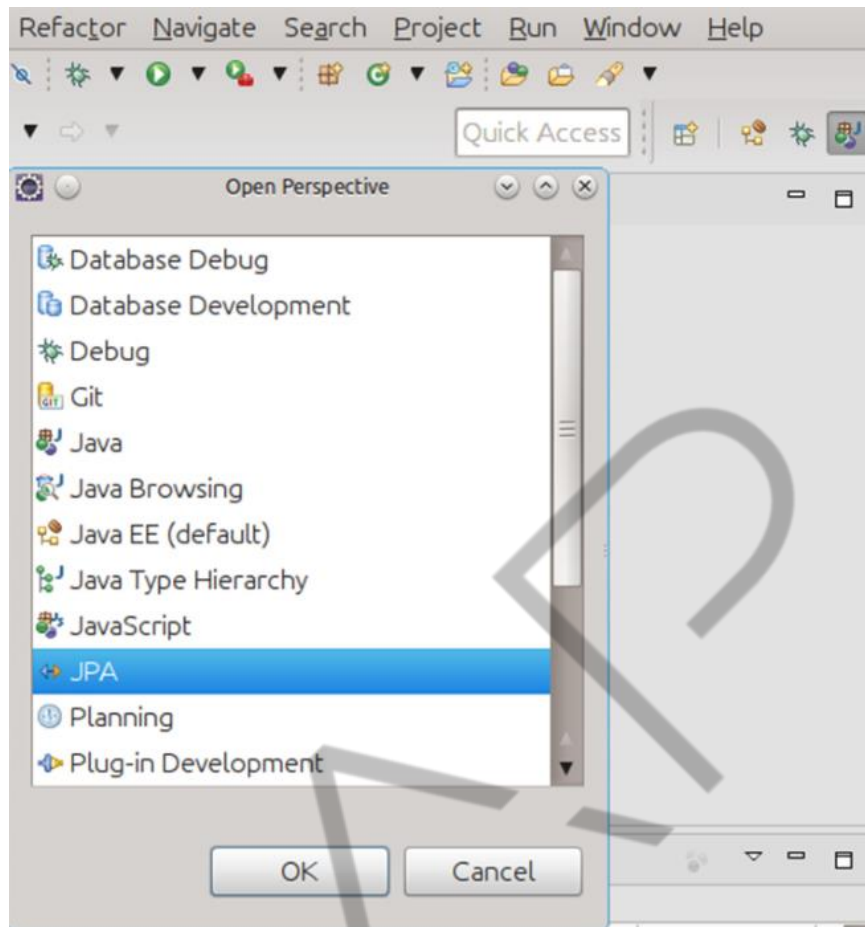 Refactor Navigate Search Project Run Window Help
Quick Access
Open Perspective
Database Debug
Database Development
Debug
GIT Git
Java
Java Browsing
Java EE (default)
Java Type Hierarchy
JavaScript
JPA
Planning
Plug-in Development
OK Cancel